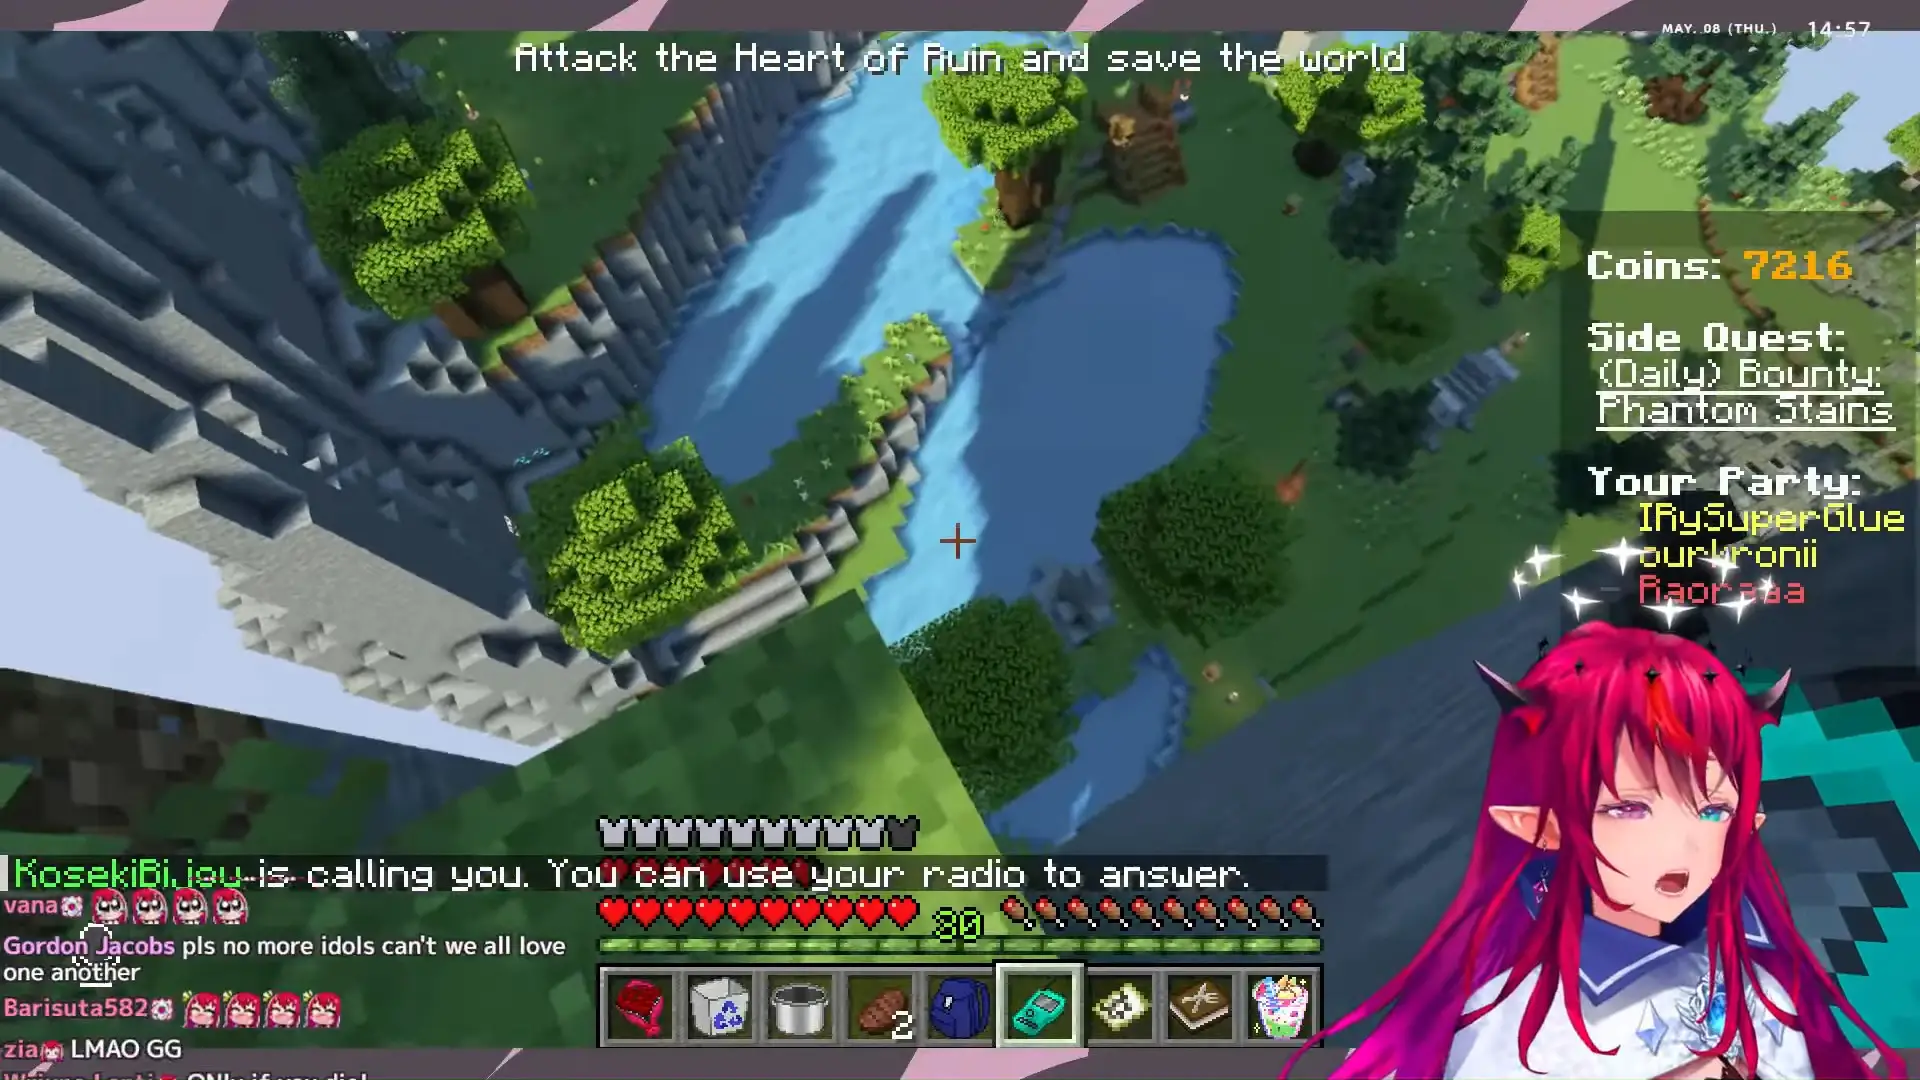 MAY. 08 (THU.) 14:57
Attack the Heart of Ruin and save the world
Coins: 7216
Side Quest:
(Daily) Bounty:
Phantom Stains
Your Party:
IRySuperGlue
ourkronii
Raoraaa
KosekiBijou is calling you. You can use your radio to answer.
vana
Gordon Jacobs pls no more idols can't we all love
one another
Barisuta582
zia LMAO GG
80
2